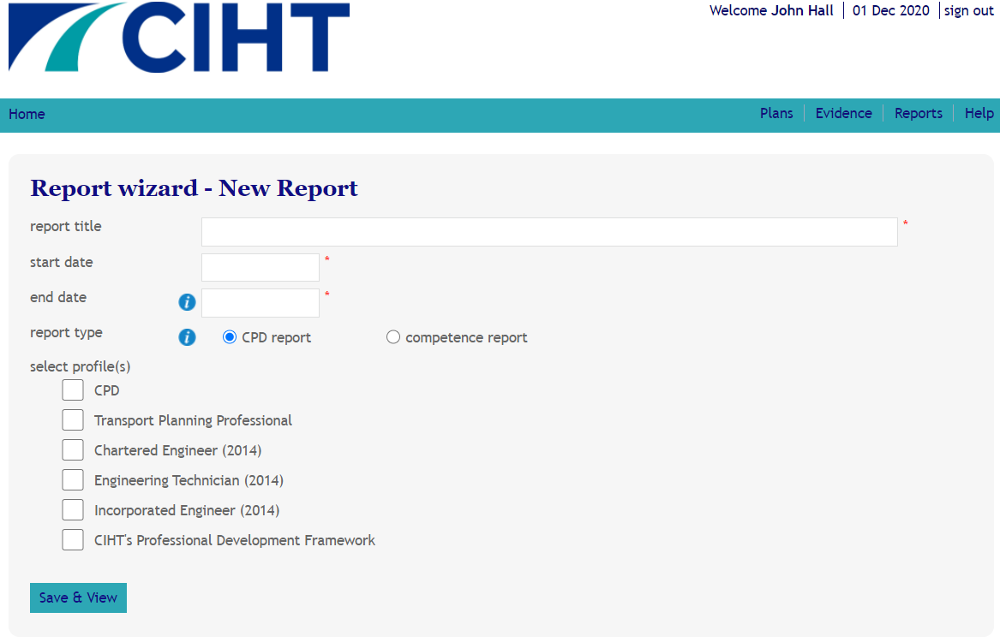 CIHT
Welcome John Hall | 01 Dec 2020 | sign out
Home Plans Evidence Reports Help
Report wizard - New Report
report title *
start date *
end date i *
report type i CPD report competence report
select profile(s)
CPD
Transport Planning Professional
Chartered Engineer (2014)
Engineering Technician (2014)
Incorporated Engineer (2014)
CIHT's Professional Development Framework
Save & View